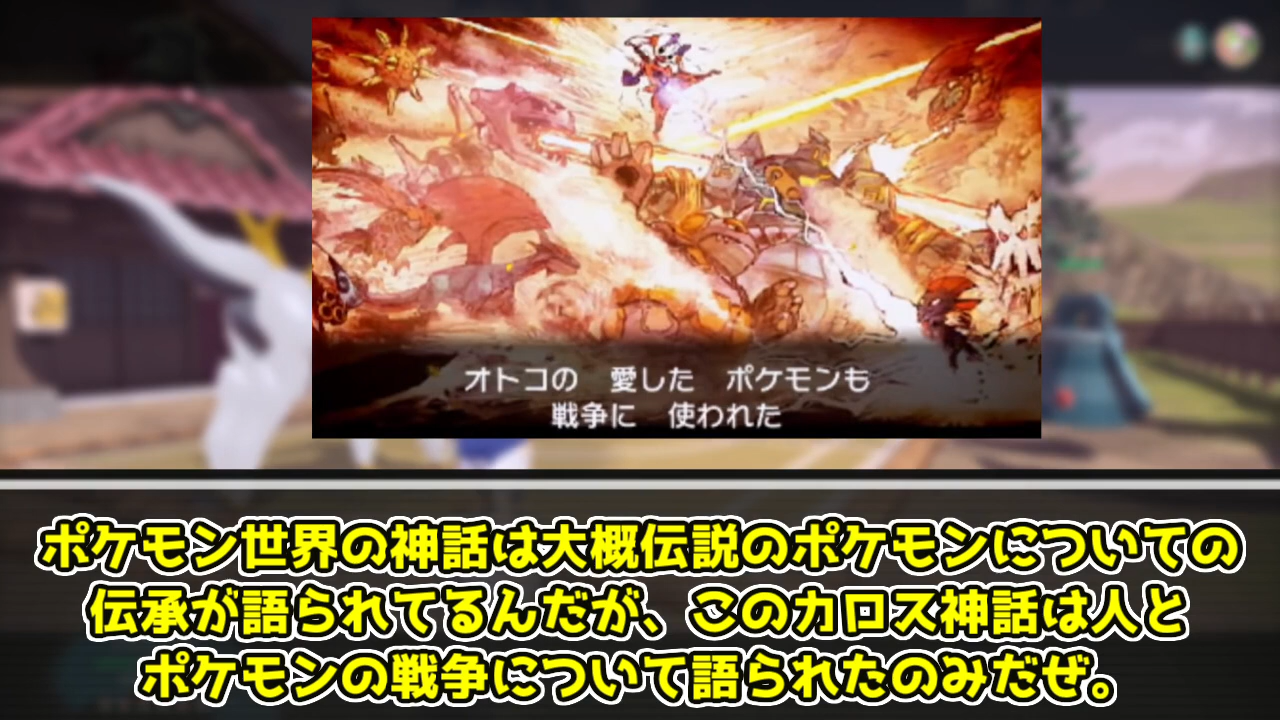 オトコの 愛した ポケモンも
戦争に 使われた
ポケモン世界の神話は大概伝説のポケモンについての
伝承が語られてるんだが、このカロス神話は人と
ポケモンの戦争について語られたのみだぜ。